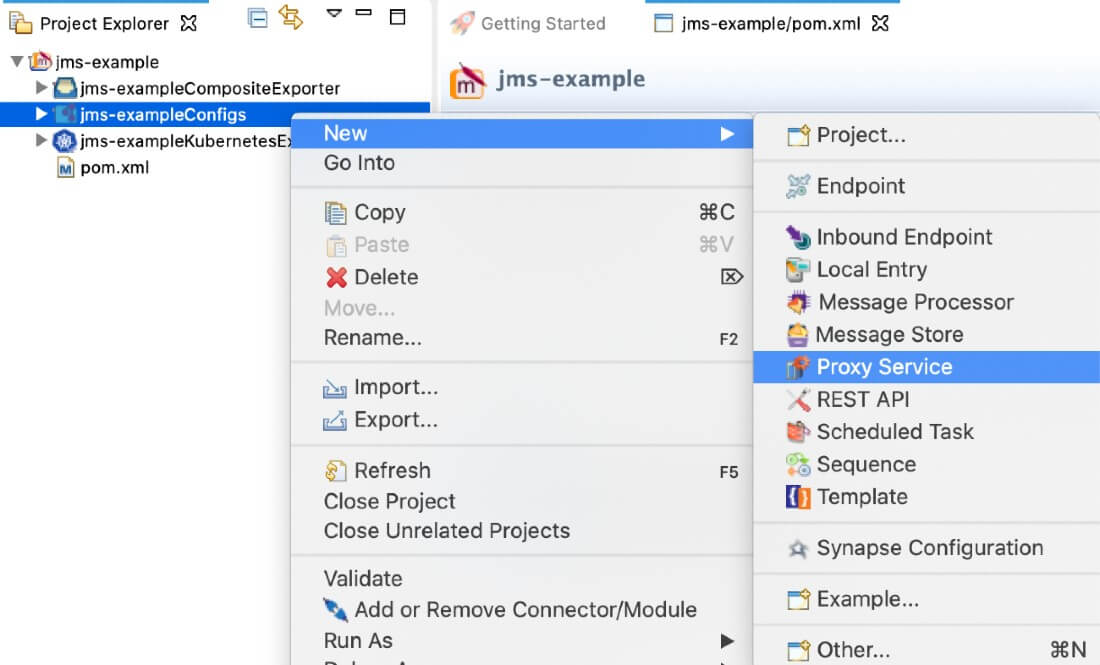 Project Explorer
jms-example
jms-exampleCompositeExporter
jms-exampleConfigs
jms-exampleKubernetesEx
pom.xml
Getting Started
jms-example/pom.xml
jms-example
New
Go Into
Copy ⌘C
Paste ⌘V
Delete ⌦
Move...
Rename... F2
Import...
Export...
Refresh F5
Close Project
Close Unrelated Projects
Validate
Add or Remove Connector/Module
Run As
Project...
Endpoint
Inbound Endpoint
Local Entry
Message Processor
Message Store
Proxy Service
REST API
Scheduled Task
Sequence
Template
Synapse Configuration
Example...
Other... ⌘N